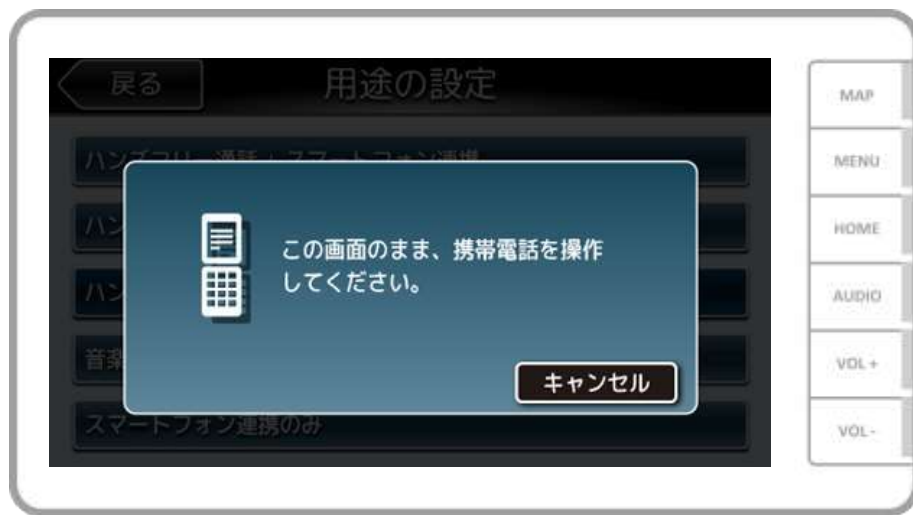 戻る
用途の設定
スマートフォン連携のみ
この画面のまま、携帯電話を操作
してください。
キャンセル
MAP
MENU
HOME
AUDIO
VOL +
VOL -